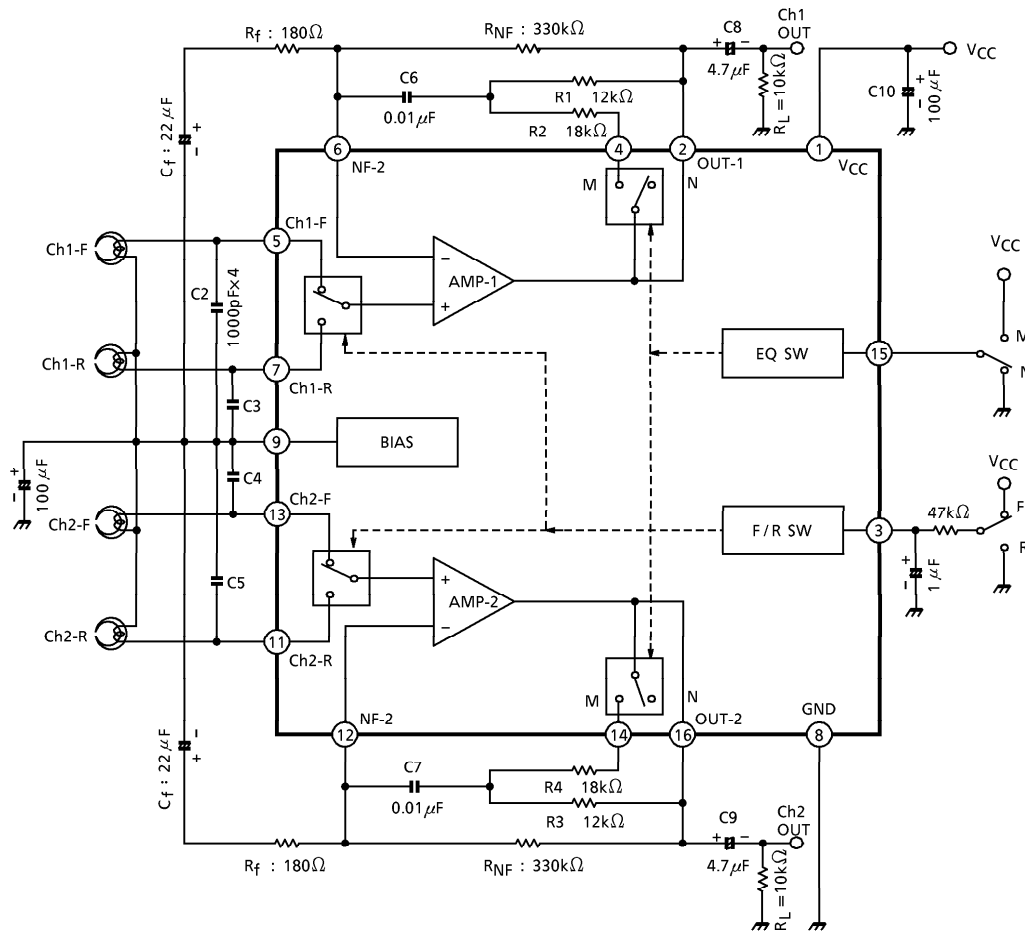 Rf : 180Ω
RNF : 330kΩ
C8
4.7μF
Ch1
OUT
RL = 10kΩ
VCC
C10
100μF
C6
0.01μF
R1 12kΩ
R2 18kΩ
Cf : 22μF
6
NF-2
4
2
OUT-1
1
VCC
M
N
Ch1-F
5
Ch1-F
AMP-1
C2
1000pF×4
Ch1-R
7
Ch1-R
C3
EQ SW
15
VCC
M
N
9
BIAS
100μF
C4
Ch2-F
13
Ch2-F
F/R SW
3
47kΩ
VCC
F
R
1μF
C5
AMP-2
Ch2-R
11
Ch2-R
M
N
NF-2
12
14
OUT-2
16
GND
8
Cf : 22μF
C7
0.01μF
R4 18kΩ
R3 12kΩ
Rf : 180Ω
RNF : 330kΩ
C9
4.7μF
Ch2
OUT
RL = 10kΩ